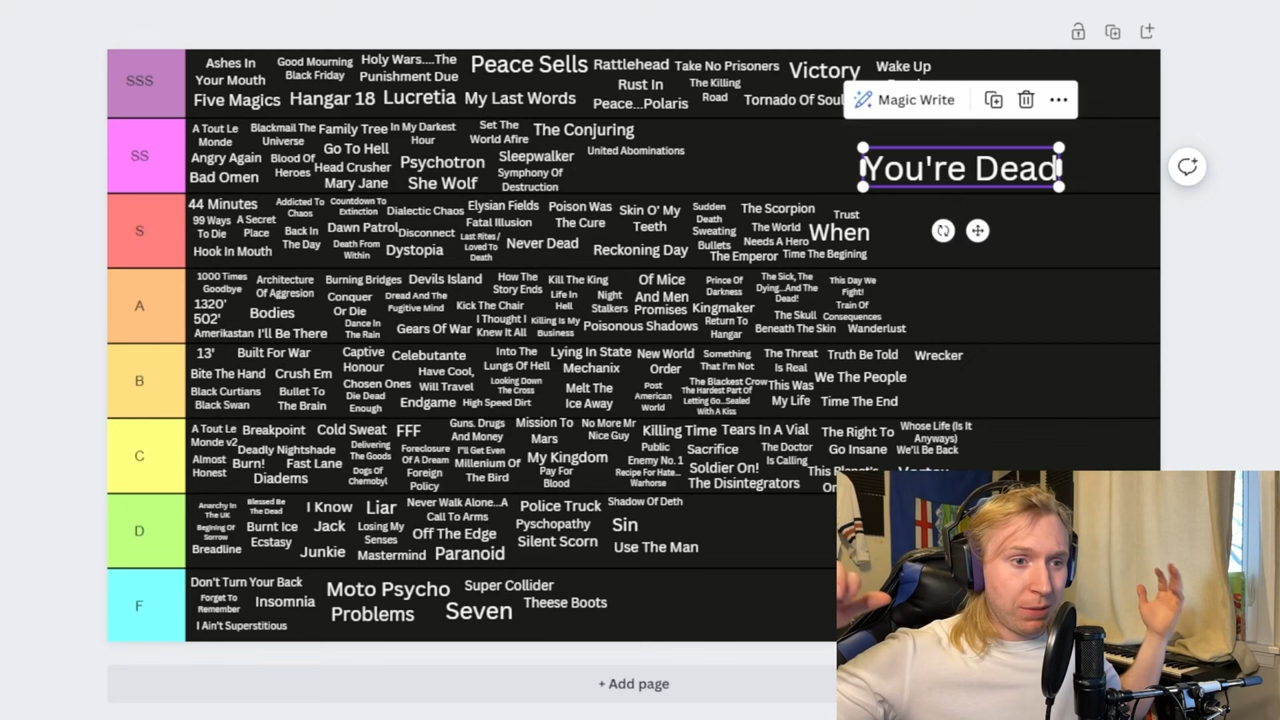 SSS
Ashes In
Your Mouth
Good Mourning
Black Friday
Holy Wars....The
Punishment Due
Peace Sells
Rattlehead
Take No Prisoners
Victory
Wake Up
Five Magics
Hangar 18
Lucretia
My Last Words
Rust In
Peace...Polaris
The Killing
Road
Tornado Of Soul
Magic Write
SS
A Tout Le
Monde
Blackmail The
Universe
Family Tree
In My Darkest
Hour
Set The
World Afire
The Conjuring
Go To Hell
United Abominations
Angry Again
Blood Of
Heroes
Head Crusher
Psychotron
Sleepwalker
Bad Omen
Mary Jane
She Wolf
Symphony Of
Destruction
You're Dead
S
44 Minutes
Addicted To
Chaos
Countdown To
Extinction
Dialectic Chaos
Elysian Fields
Poison Was
The Cure
Skin O' My
Teeth
Sudden
Death
The Scorpion
Trust
99 Ways
To Die
A Secret
Place
Back In
The Day
Dawn Patrol
Disconnect
Fatal Illusion
Sweating
Bullets
The World
Needs A Hero
When
Hook In Mouth
Death From
Within
Dystopia
Last Rites /
Loved To
Death
Never Dead
Reckoning Day
The Emperor
Time The Begining
A
1000 Times
Goodbye
Architecture
Of Aggresion
Burning Bridges
Devils Island
How The
Story Ends
Kill The King
Of Mice
And Men
Prince Of
Darkness
The Sick, The
Dying...And The
Dead!
This Day We
Fight!
1320'
502'
Bodies
Conquer
Or Die
Dread And The
Fugitive Mind
Kick The Chair
Life In
Hell
Night
Stalkers
Promises
Kingmaker
The Skull
Beneath The Skin
Train Of
Consequences
Amerikastan
I'll Be There
Dance In
The Rain
Gears Of War
I Thought I
Knew It All
Killing Is My
Business
Poisonous Shadows
Return To
Hangar
Wanderlust
B
13'
Built For War
Captive
Honour
Celebutante
Into The
Lungs Of Hell
Lying In State
New World
Order
Something
That I'm Not
The Threat
Is Real
Truth Be Told
Wrecker
Bite The Hand
Crush Em
Chosen Ones
Have Cool,
Will Travel
Looking Down
The Cross
Mechanix
The Blackest Crow
This Was
My Life
We The People
Black Curtians
Black Swan
Bullet To
The Brain
Die Dead
Enough
Endgame
High Speed Dirt
Melt The
Ice Away
Post
American
World
The Hardest Part Of
Letting Go...Sealed
With A Kiss
Time The End
C
A Tout Le
Monde v2
Breakpoint
Cold Sweat
FFF
Guns. Drugs
And Money
Mission To
Mars
No More Mr
Nice Guy
Killing Time
Tears In A Vial
The Right To
Go Insane
Whose Life (Is It
Anyways)
Deadly Nightshade
Delivering
The Goods
Foreclosure
Of A Dream
I'll Get Even
My Kingdom
Public
Enemy No. 1
Sacrifice
The Doctor
Is Calling
We'll Be Back
Almost
Honest
Burn!
Fast Lane
Dogs Of
Chernobyl
Foreign
Policy
Millenium Of
The Bird
Pay For
Blood
Recipe For Hate...
Warhorse
Soldier On!
Diadems
The Disintegrators
D
Anarchy In
The UK
Blessed Be
The Dead
I Know
Jack
Liar
Never Walk Alone...A
Call To Arms
Police Truck
Shadow Of Deth
Begining Of
Sorrow
Burnt Ice
Losing My
Senses
Off The Edge
Pyschopathy
Sin
Breadline
Ecstasy
Junkie
Mastermind
Paranoid
Silent Scorn
Use The Man
F
Don't Turn Your Back
Moto Psycho
Super Collider
Forget To
Remember
Insomnia
Problems
Seven
Theese Boots
I Ain't Superstitious
+ Add page